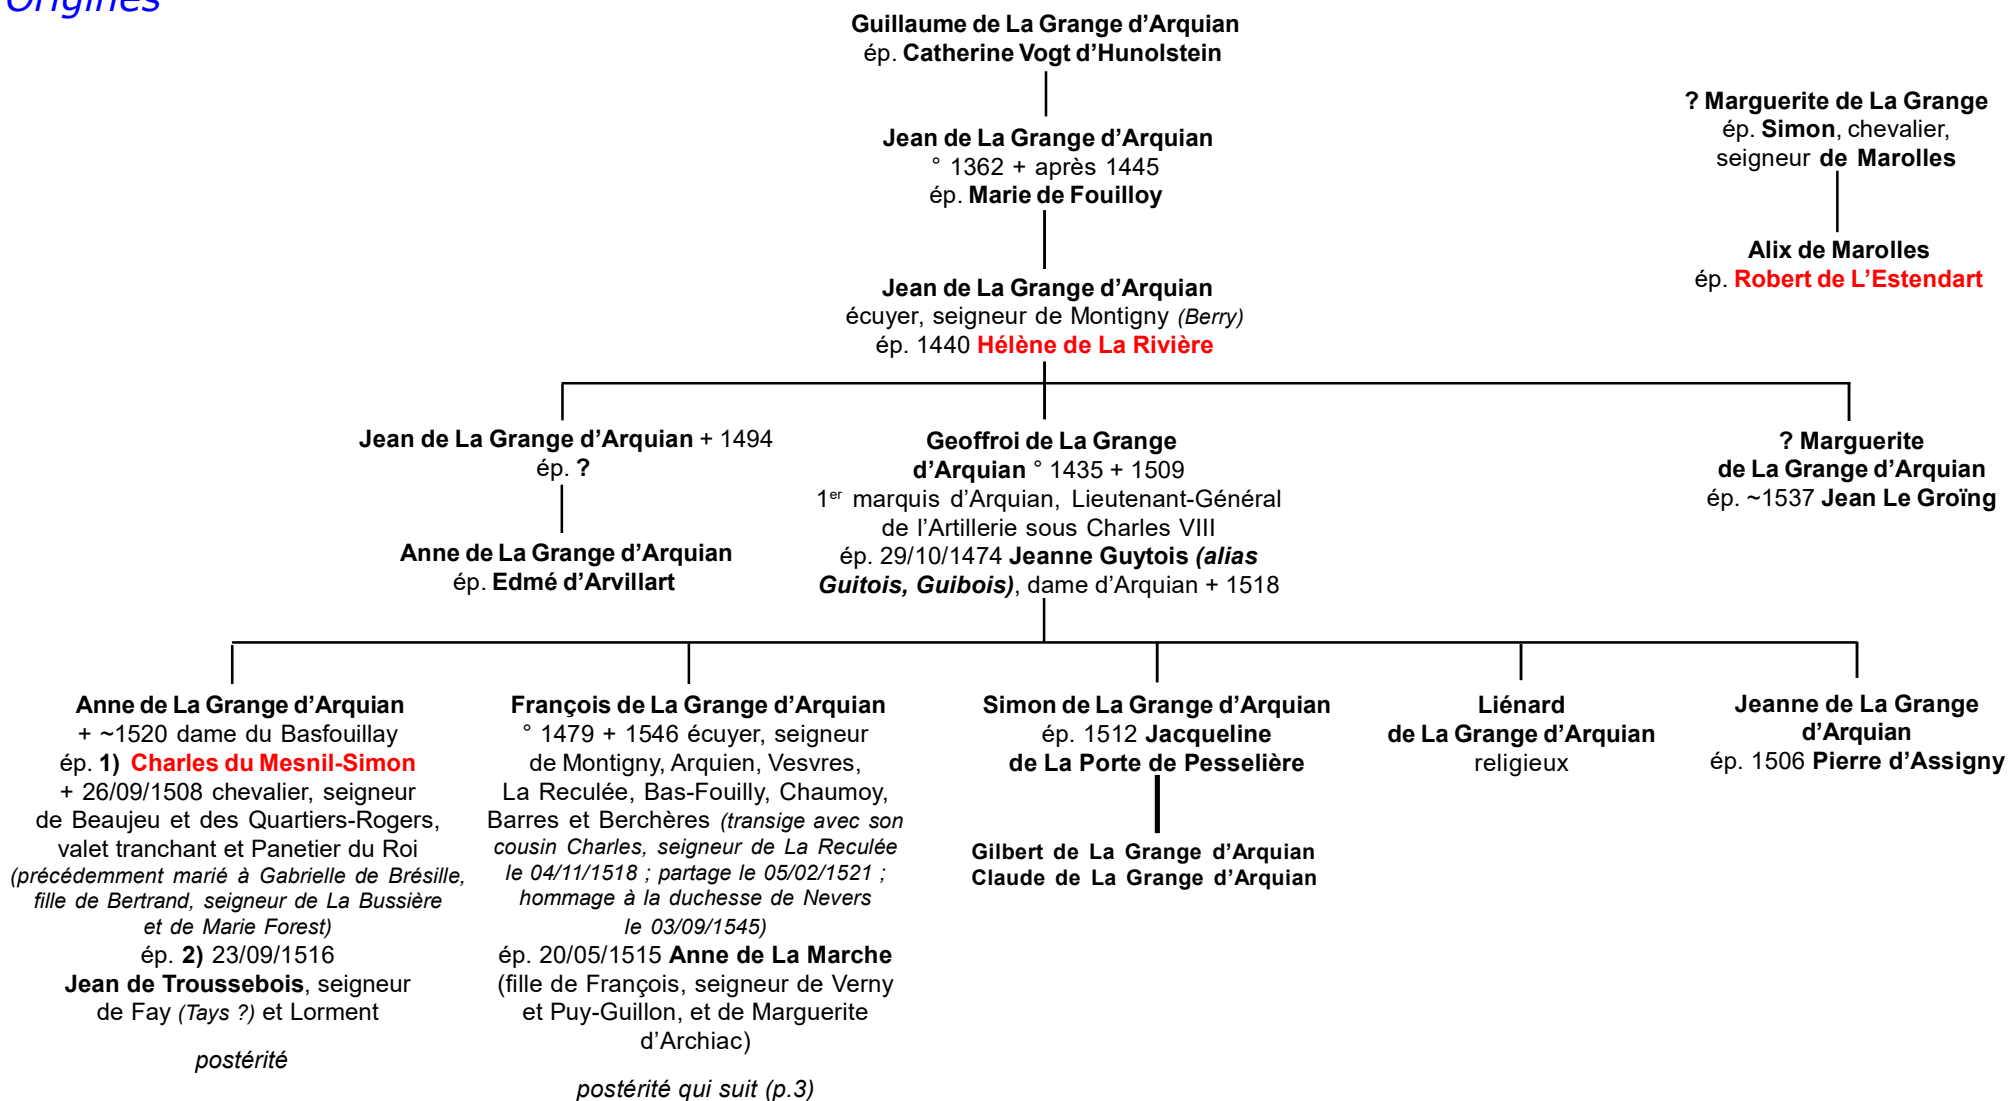 Origines
Guillaume de La Grange d’Arquian
ép. Catherine Vogt d’Hunolstein
? Marguerite de La Grange
ép. Simon, chevalier,
seigneur de Marolles
Jean de La Grange d’Arquian
° 1362 + après 1445
ép. Marie de Fouilloy
Alix de Marolles
ép. Robert de L’Estendart
Jean de La Grange d’Arquian
écuyer, seigneur de Montigny (Berry)
ép. 1440 Hélène de La Rivière
Jean de La Grange d’Arquian + 1494
ép. ?
Anne de La Grange d’Arquian
ép. Edmé d’Arvillart
Geoffroi de La Grange
d’Arquian ° 1435 + 1509
1er marquis d’Arquian, Lieutenant-Général
de l’Artillerie sous Charles VIII
ép. 29/10/1474 Jeanne Guytois (alias
Guitois, Guibois), dame d’Arquian + 1518
? Marguerite
de La Grange d’Arquian
ép. ~1537 Jean Le Groïng
Anne de La Grange d’Arquian
+ ~1520 dame du Basfouillay
ép. 1) Charles du Mesnil-Simon
+ 26/09/1508 chevalier, seigneur
de Beaujeu et des Quartiers-Rogers,
valet tranchant et Panetier du Roi
(précédemment marié à Gabrielle de Brésille,
fille de Bertrand, seigneur de La Bussière
et de Marie Forest)
ép. 2) 23/09/1516
Jean de Troussebois, seigneur
de Fay (Tays ?) et Lorment
postérité
François de La Grange d’Arquian
° 1479 + 1546 écuyer, seigneur
de Montigny, Arquien, Vesvres,
La Reculée, Bas-Fouilly, Chaumoy,
Barres et Berchères (transige avec son
cousin Charles, seigneur de La Reculée
le 04/11/1518 ; partage le 05/02/1521 ;
hommage à la duchesse de Nevers
le 03/09/1545)
ép. 20/05/1515 Anne de La Marche
(fille de François, seigneur de Verny
et Puy-Guillon, et de Marguerite
d’Archiac)
postérité qui suit (p.3)
Simon de La Grange d’Arquian
ép. 1512 Jacqueline
de La Porte de Pesselière
Gilbert de La Grange d’Arquian
Claude de La Grange d’Arquian
Liénard
de La Grange d’Arquian
religieux
Jeanne de La Grange
d’Arquian
ép. 1506 Pierre d’Assigny